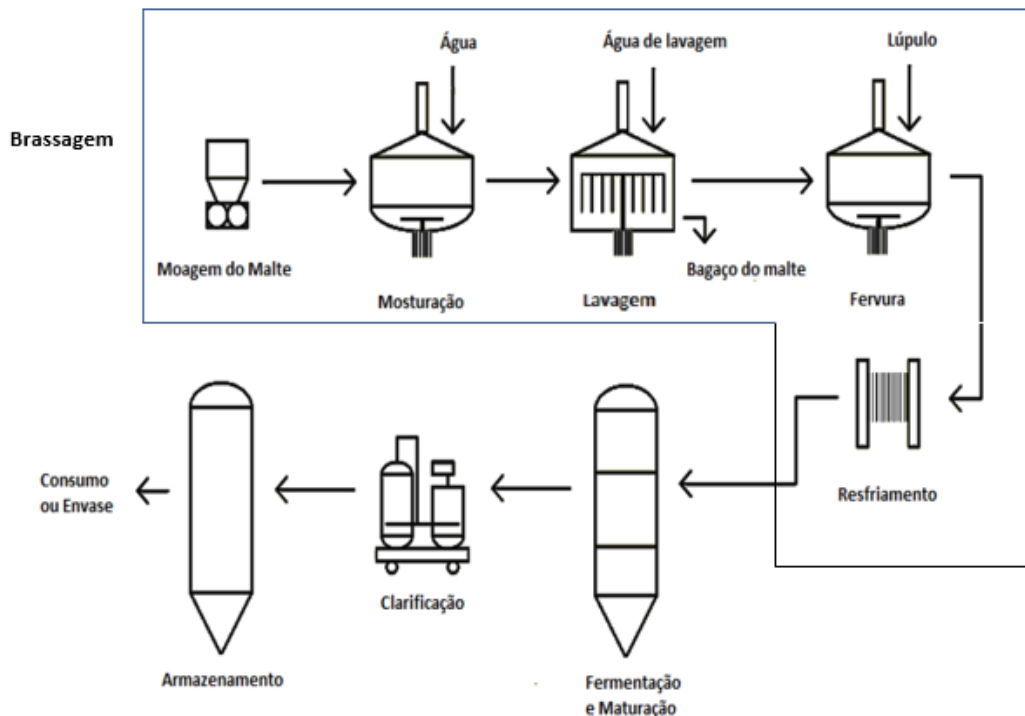 Água
Água de lavagem
Lúpulo
Brassagem
Moagem do Malte
Mosturação
Lavagem
Bagaço do malte
Fervura
Consumo
ou Envase
Resfriamento
Clarificação
Armazenamento
Fermentação
e Maturação